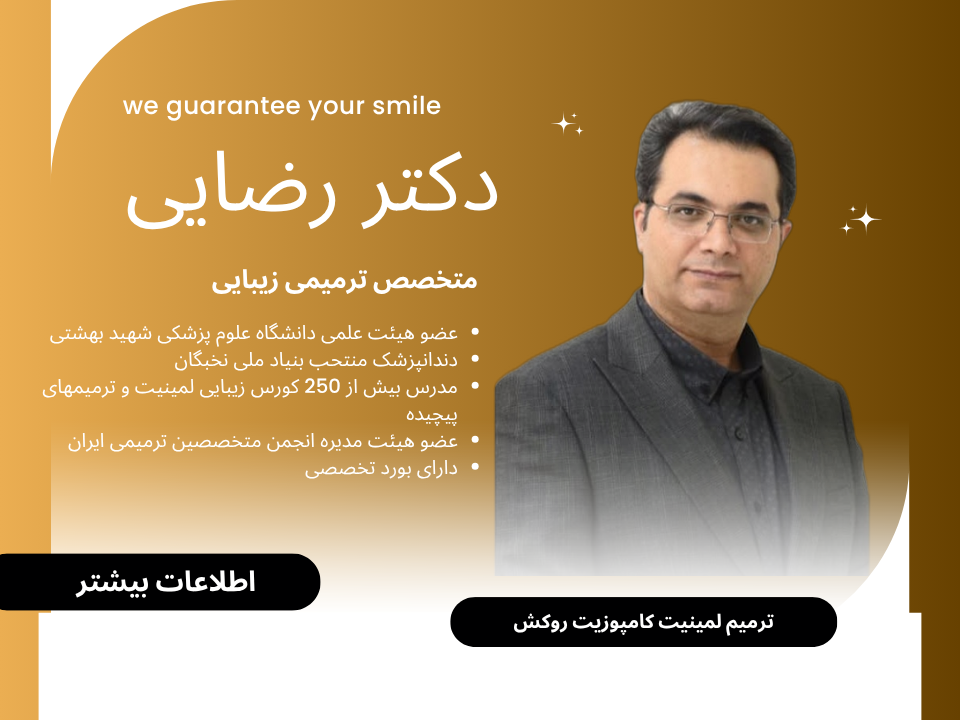 we guarantee your smile
دکتر رضایی
متخصص ترمیمی زیبایی
عضو هیئت علمی دانشگاه علوم پزشکی شهید بهشتی
دندانپزشک منتحب بنیاد ملی نخبگان
مدرس بیش از 250 کورس زیبایی لمینیت و ترمیمهای
پیچیده
عضو هیئت مدیره انجمن متخصصین ترمیمی ایران
دارای بورد تخصصی
اطلاعات بیشتر
ترمیم لمینیت کامپوزیت روکش